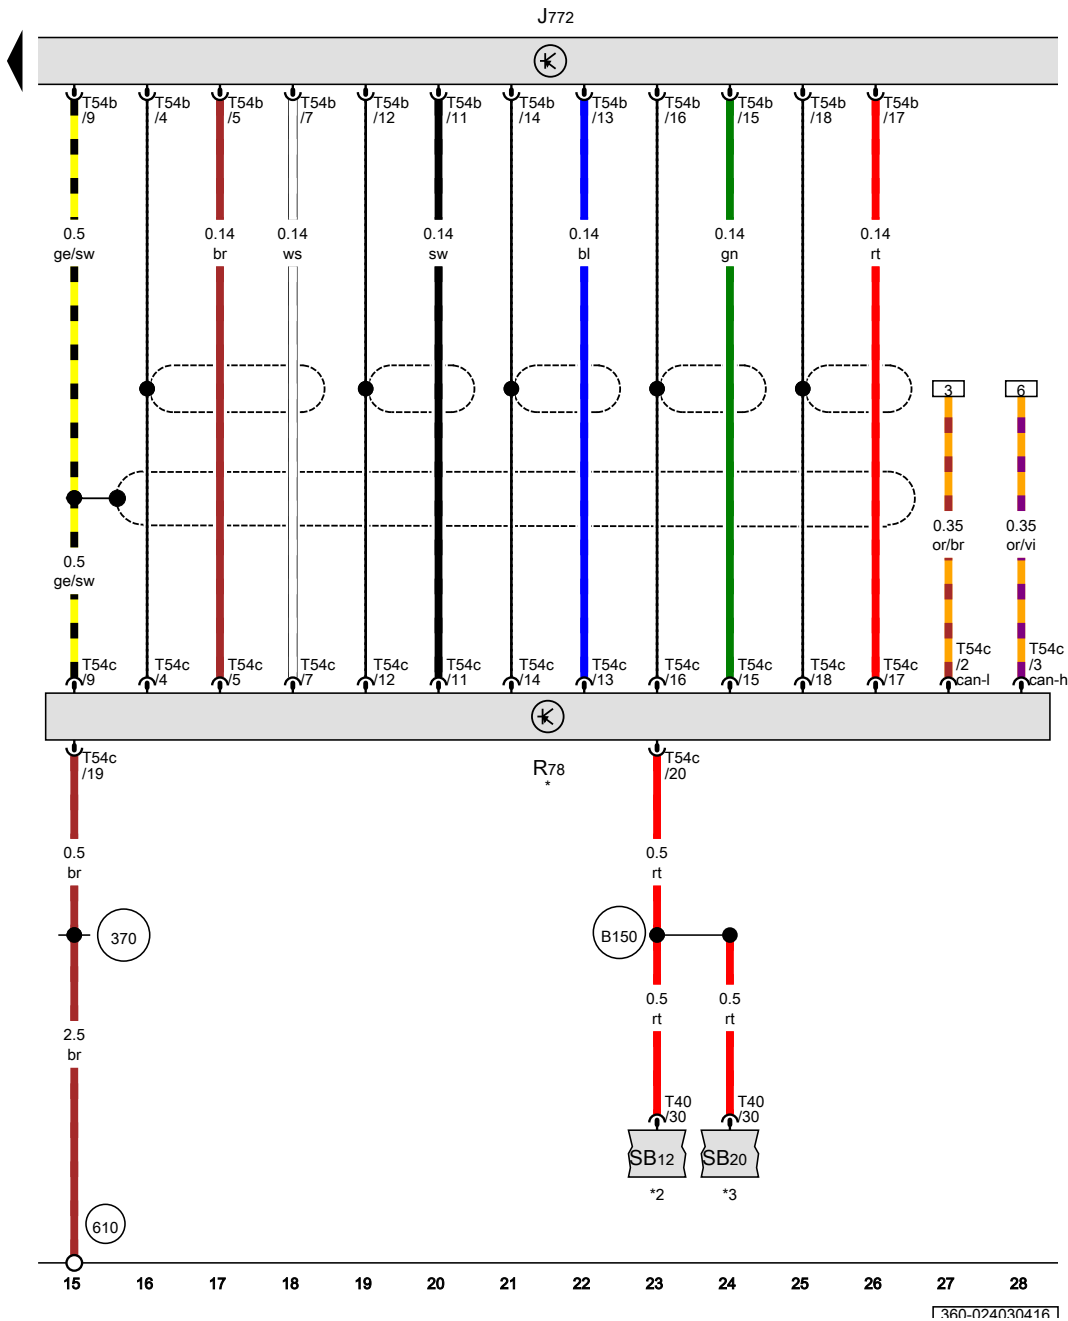 J772
T54b T54b T54b T54b T54b T54b T54b T54b T54b T54b T54b T54b
/9 /4 /5 /7 /12 /11 /14 /13 /16 /15 /18 /17
0.5 0.14 0.14 0.14 0.14 0.14 0.14
ge/sw br ws sw bl gn rt
3 6
0.35 0.35
or/br or/vi
0.5
ge/sw
T54c T54c
T54c T54c T54c T54c T54c T54c T54c T54c T54c T54c T54c T54c /2 /3
/9 /4 /5 /7 /12 /11 /14 /13 /16 /15 /18 /17 can-l can-h
T54c T54c
/19 /20
R78
*
0.5 0.5
br rt
370 B150
0.5 0.5
rt rt
2.5
br
T40 T40
/30 /30
SB12 SB20
*2 *3
610
15 16 17 18 19 20 21 22 23 24 25 26 27 28
360-024030416